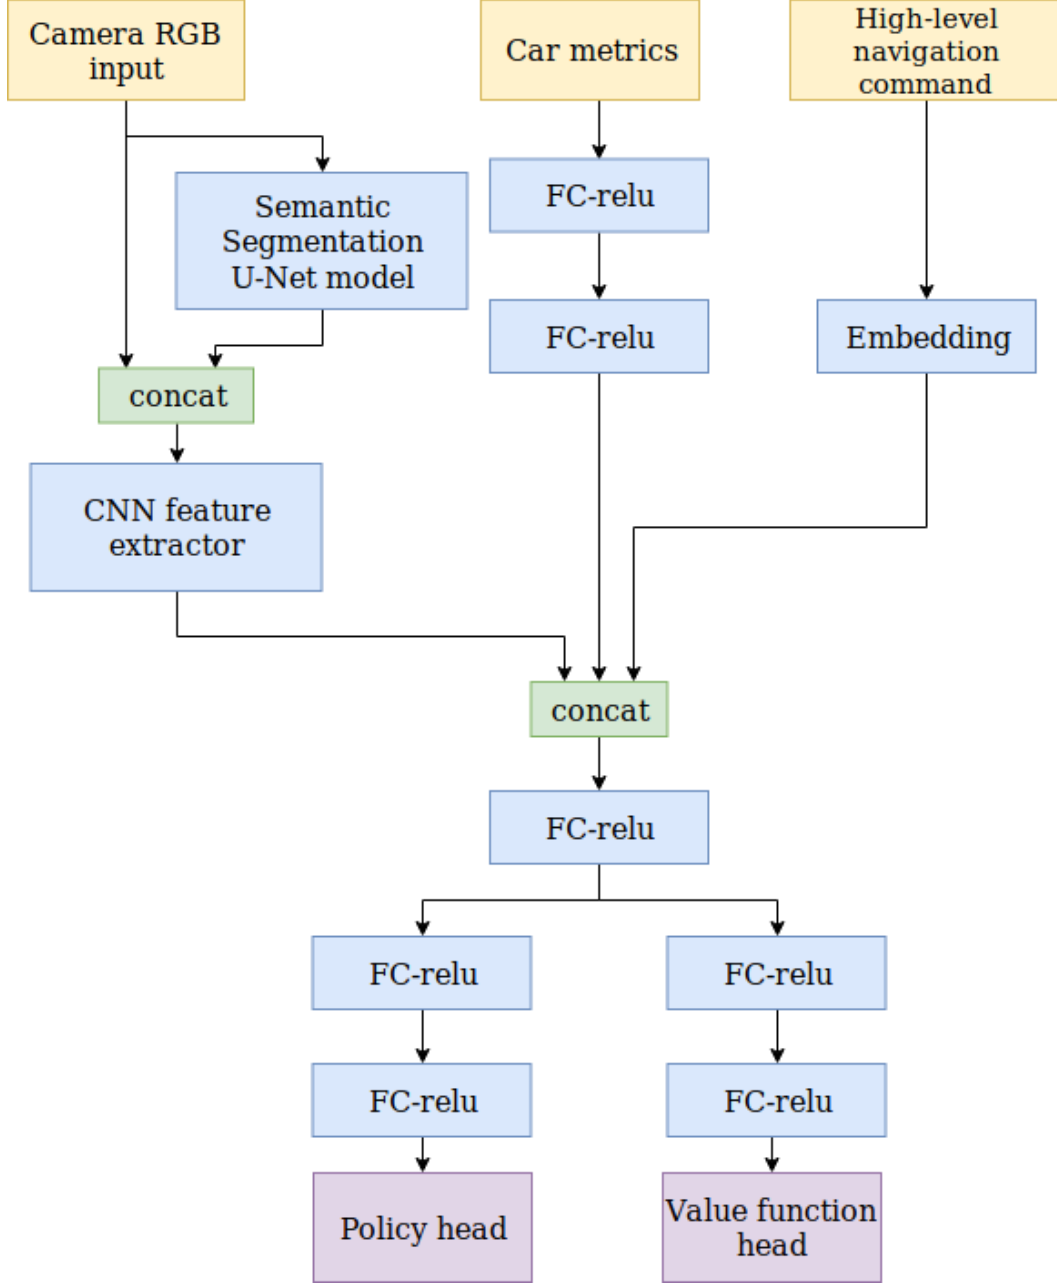 Camera RGB
input
Car metrics
High-level
navigation
command
Semantic
Segmentation
U-Net model
FC-relu
FC-relu
Embedding
concat
CNN feature
extractor
concat
FC-relu
FC-relu
FC-relu
FC-relu
FC-relu
Policy head
Value function
head